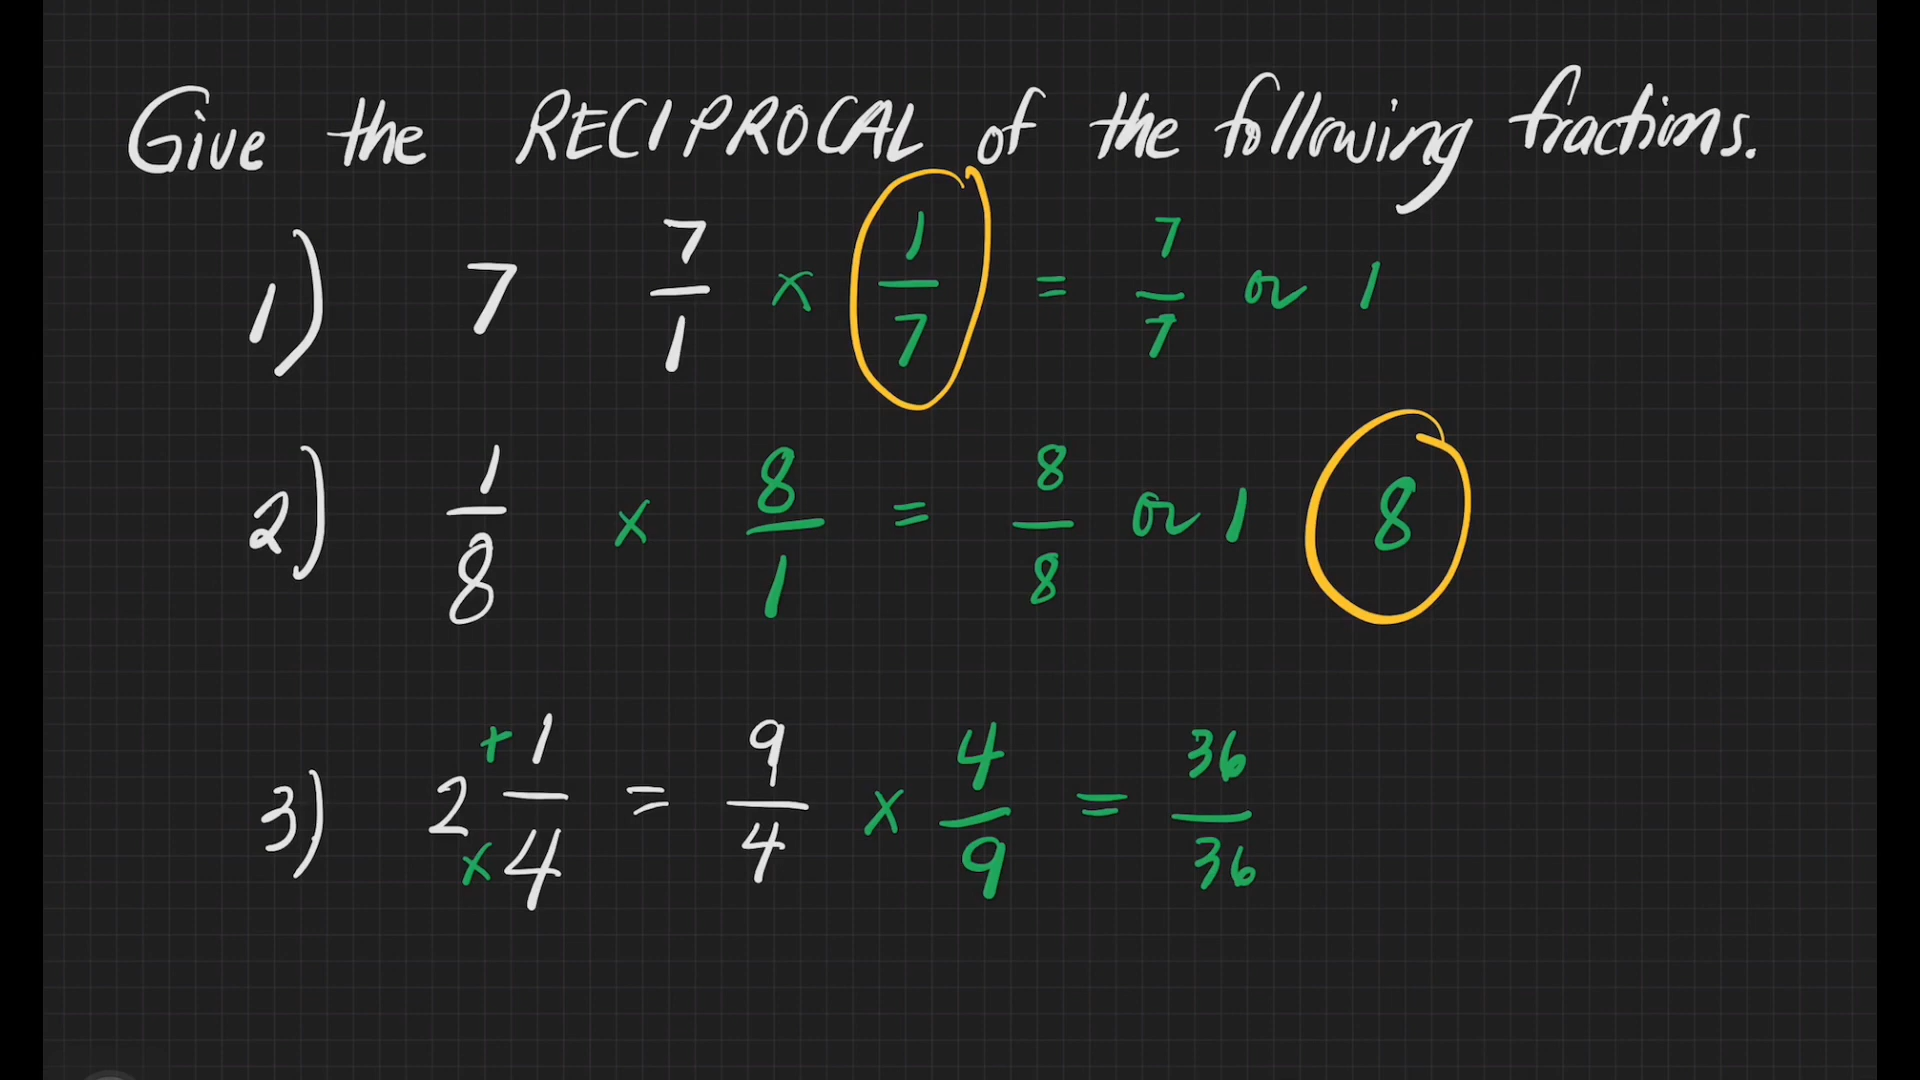 Give the RECIPROCAL of the following fractions.
1) 7 7/1 x 1/7 = 7/7 or 1
2) 1/8 x 8/1 = 8/8 or 1 8
3) 2 + 1/4 x = 9/4 x 4/9 = 36/36